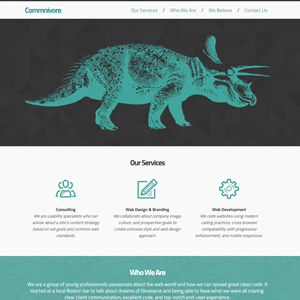 Commnivore
Our Services / Who We Are / We Believe / Contact Us
Our Services
Consulting
We are usability specialists who can
advise about a site's content strategy
based on sell goals and common web
standards.
Web Design & Branding
We collaborate about company image,
culture, and prospective goals to
create cohesive style and web design
approach.
Web Development
We code websites using modern
coding practices, cross browser
compatability with progressive
enhancement, and mobile responsives.
Who We Are
We are a group of young professionals passionate about the web world and how we can spread great clean code. It
started at a local Boston bar to talk about dreams of Omnivorus and being able to have what we were all craving:
clear client communication, excellent code, and top-notch end-user experience.